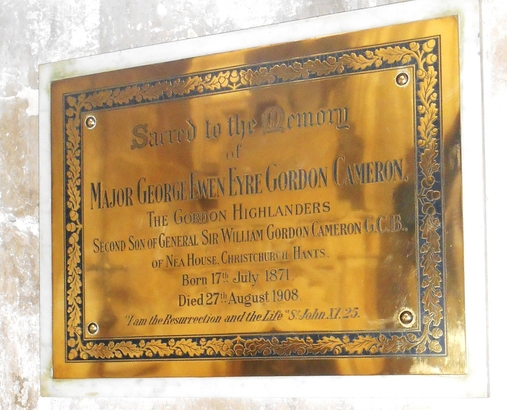 Sacred to the Memory
of
MAJOR GEORGE EWEN EYRE GORDON CAMERON.
THE GORDON HIGHLANDERS
SECOND SON OF GENERAL SIR WILLIAM GORDON CAMERON G.C.B.,
OF NEA HOUSE, CHRISTCHURCH, HANTS.
Born 17th July 1871
Died 27th August 1908.
"I am the Resurrection and the Life" St John XI. 25.